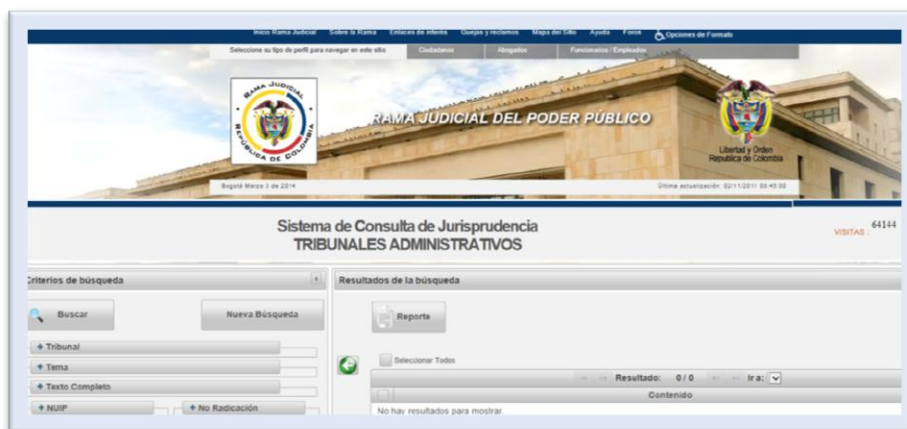 Inicio Rama Judicial Sobre la Rama Enlaces de interés Quejas y reclamos Mapa del Sitio Ayuda Foros Opciones de Formato
Seleccione su tipo de perfil para navegar en este sitio Ciudadanos Abogados Funcionarios / Empleados
RAMA JUDICIAL
REPÚBLICA DE COLOMBIA
RAMA JUDICIAL DEL PODER PÚBLICO
Libertad y Orden
República de Colombia
Bogotá Marzo 3 de 2014 Última actualización: 02/11/2011 08:45:00
Sistema de Consulta de Jurisprudencia
TRIBUNALES ADMINISTRATIVOS
VISITAS : 64144
Criterios de búsqueda Resultados de la búsqueda
Buscar Nueva Búsqueda Reporte
Tribunal
Tema Seleccionar Todos
Texto Completo Resultado: 0 / 0 Ir a:
Contenido
NUIP No Radicación No hay resultados para mostrar.